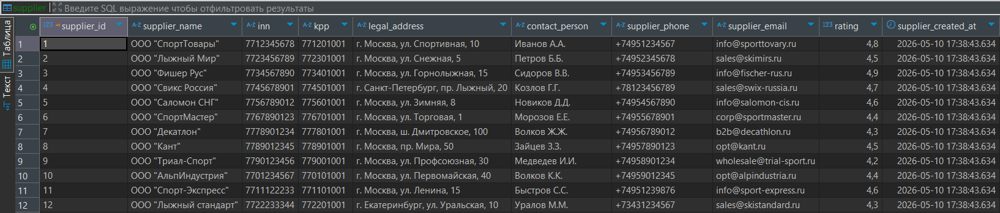 supplier Введите SQL выражение чтобы отфильтровать результаты
Таблица
Текст
123 supplier_id A-Z supplier_name A-Z inn A-Z kpp A-Z legal_address A-Z contact_person A-Z supplier_phone A-Z supplier_email 123 rating supplier_created_at
1 1 ООО "СпортТовары" 7712345678 771201001 г. Москва, ул. Спортивная, 10 Иванов А.А. +74951234567 info@sporttovary.ru 4,8 2026-05-10 17:38:43.634
2 2 ООО "Лыжный Мир" 7723456789 772301001 г. Москва, ул. Снежная, 5 Петров Б.Б. +74952345678 sales@skimirs.ru 4,5 2026-05-10 17:38:43.634
3 3 ООО "Фишер Рус" 7734567890 773401001 г. Москва, ул. Горнолыжная, 15 Сидоров В.В. +74953456789 info@fischer-rus.ru 4,9 2026-05-10 17:38:43.634
4 4 ООО "Свикс Россия" 7745678901 774501001 г. Санкт-Петербург, пр. Лыжный, 20 Козлов Г.Г. +78123456789 sales@swix-russia.ru 4,7 2026-05-10 17:38:43.634
5 5 ООО "Саломон СНГ" 7756789012 775601001 г. Москва, ул. Зимняя, 8 Новиков Д.Д. +74954567890 info@salomon-cis.ru 4,6 2026-05-10 17:38:43.634
6 6 ООО "СпортМастер" 7767890123 776701001 г. Москва, ул. Торговая, 1 Морозов Е.Е. +74955678901 corp@sportmaster.ru 4,4 2026-05-10 17:38:43.634
7 7 ООО "Декатлон" 7778901234 777801001 г. Москва, ш. Дмитровское, 100 Волков Ж.Ж. +74956789012 b2b@decathlon.ru 4,3 2026-05-10 17:38:43.634
8 8 ООО "Кант" 7789012345 778901001 г. Москва, пр. Мира, 50 Зайцев З.З. +74957890123 opt@kant.ru 4,5 2026-05-10 17:38:43.634
9 9 ООО "Триал-Спорт" 7790123456 779001001 г. Москва, ул. Профсоюзная, 30 Медведев И.И. +74958901234 wholesale@trial-sport.ru 4,2 2026-05-10 17:38:43.634
10 10 ООО "АльпИндустрия" 7701234567 770101001 г. Москва, ул. Первомайская, 40 Волков К.К. +74959012345 opt@alpindustria.ru 4,4 2026-05-10 17:38:43.634
11 11 ООО "Спорт-Экспресс" 7711122233 771101001 г. Москва, ул. Ленина, 15 Быстров С.С. +74951239876 info@sport-express.ru 4,6 2026-05-10 17:38:43.634
12 12 ООО "Лыжный стандарт" 7722233344 772201001 г. Екатеринбург, ул. Уральская, 10 Уралов М.М. +73431234567 sales@skistandard.ru 4,3 2026-05-10 17:38:43.634